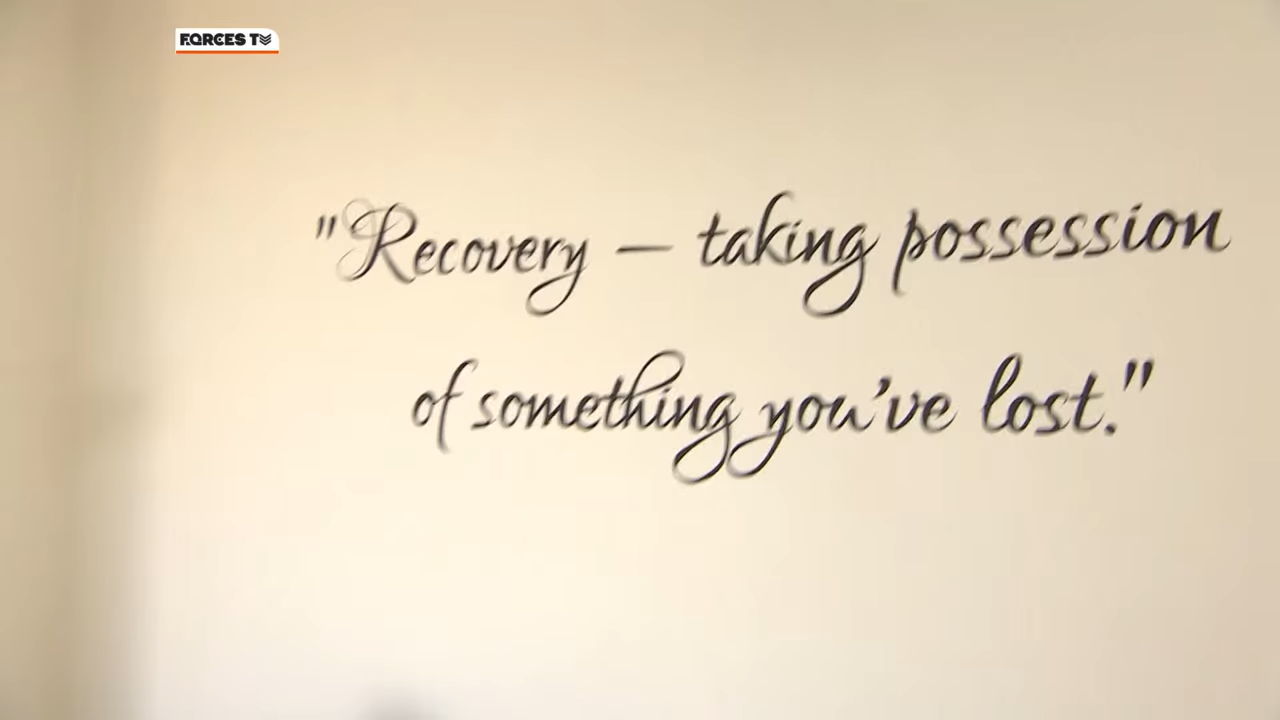 FORCES TV
"Recovery – taking possession
of something you've lost."